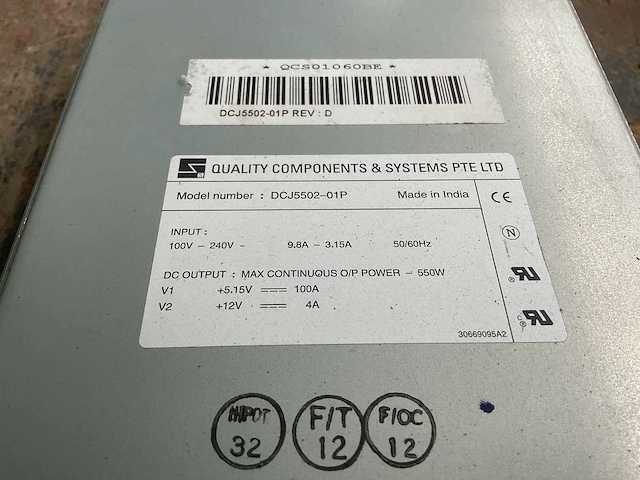 * QCS01060BE *
DCJ5502-01P REV : D
QUALITY COMPONENTS & SYSTEMS PTE LTD
Model number : DCJ5502-01P Made in India
CE
INPUT :
100V - 240V ~ 9.8A - 3.15A 50/60Hz
N
DC OUTPUT : MAX CONTINUOUS O/P POWER - 550W
V1 +5.15V 100A
V2 +12V 4A
30669095A2
HIPOT
32
F/T
12
F/OC
12